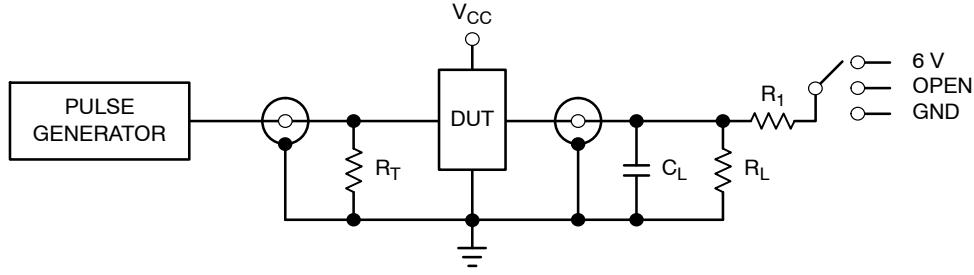 VCC
PULSE
GENERATOR
DUT
RT
CL
RL
R1
6 V
OPEN
GND